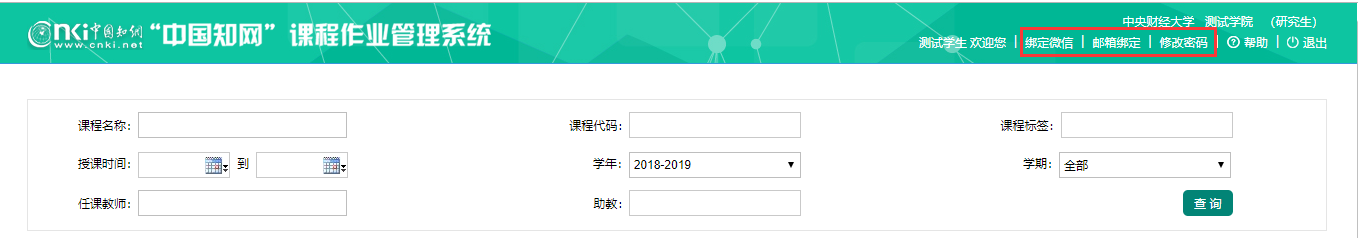 中央财经大学 测试学院 （研究生）
cnki中国知网 www.cnki.net “中国知网”课程作业管理系统
测试学生 欢迎您 | 绑定微信 | 邮箱绑定 | 修改密码 | ? 帮助 | 退出
课程名称: 课程代码: 课程标签:
授课时间: 到 学年: 2018-2019 学期: 全部
任课教师: 助教: 查 询